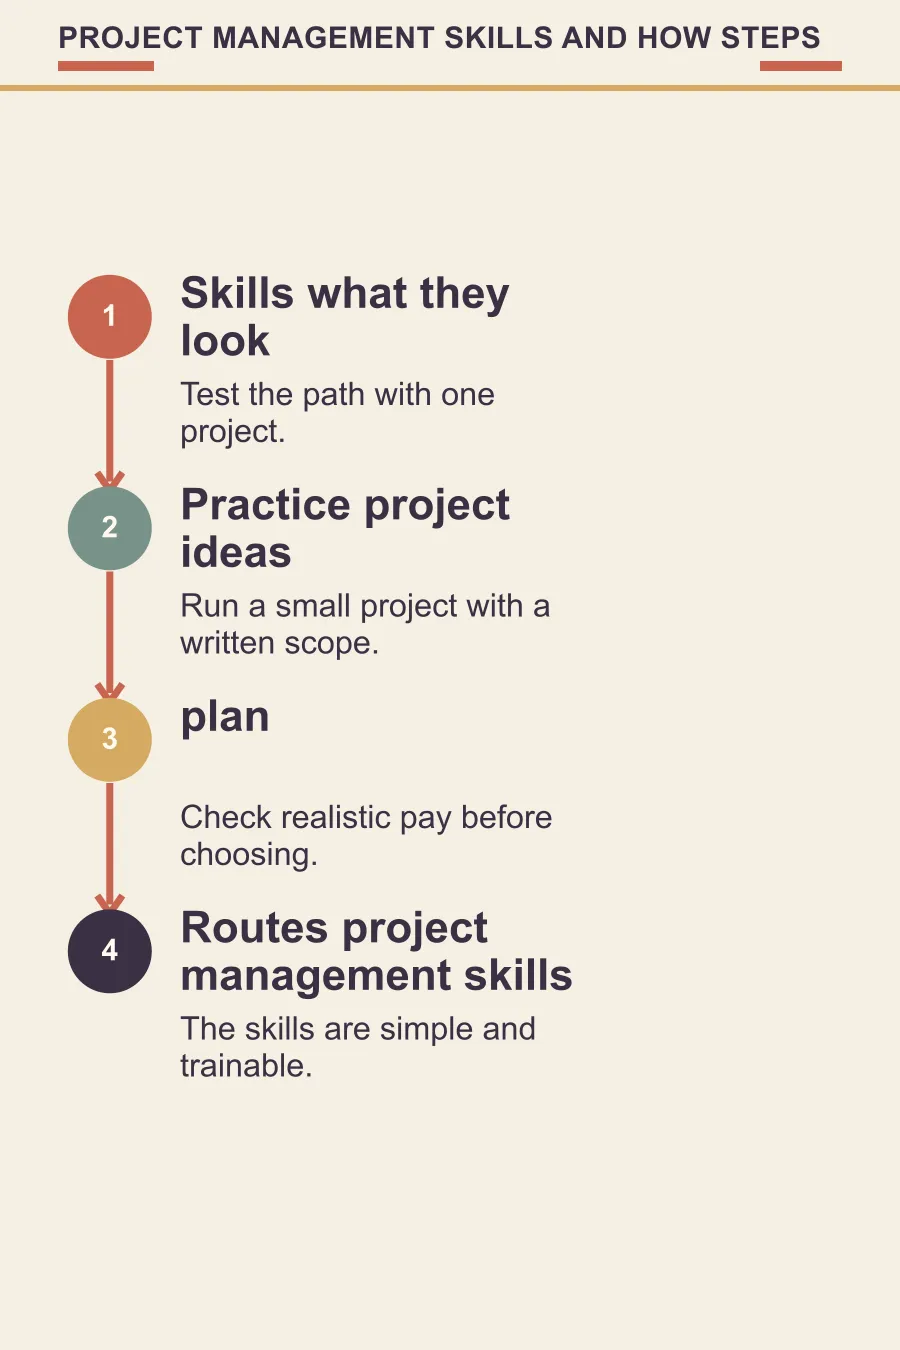 PROJECT MANAGEMENT SKILLS AND HOW STEPS
1
Skills what they
look
Test the path with one
project.
2
Practice project
ideas
Run a small project with a
written scope.
3
plan
Check realistic pay before
choosing.
4
Routes project
management skills
The skills are simple and
trainable.